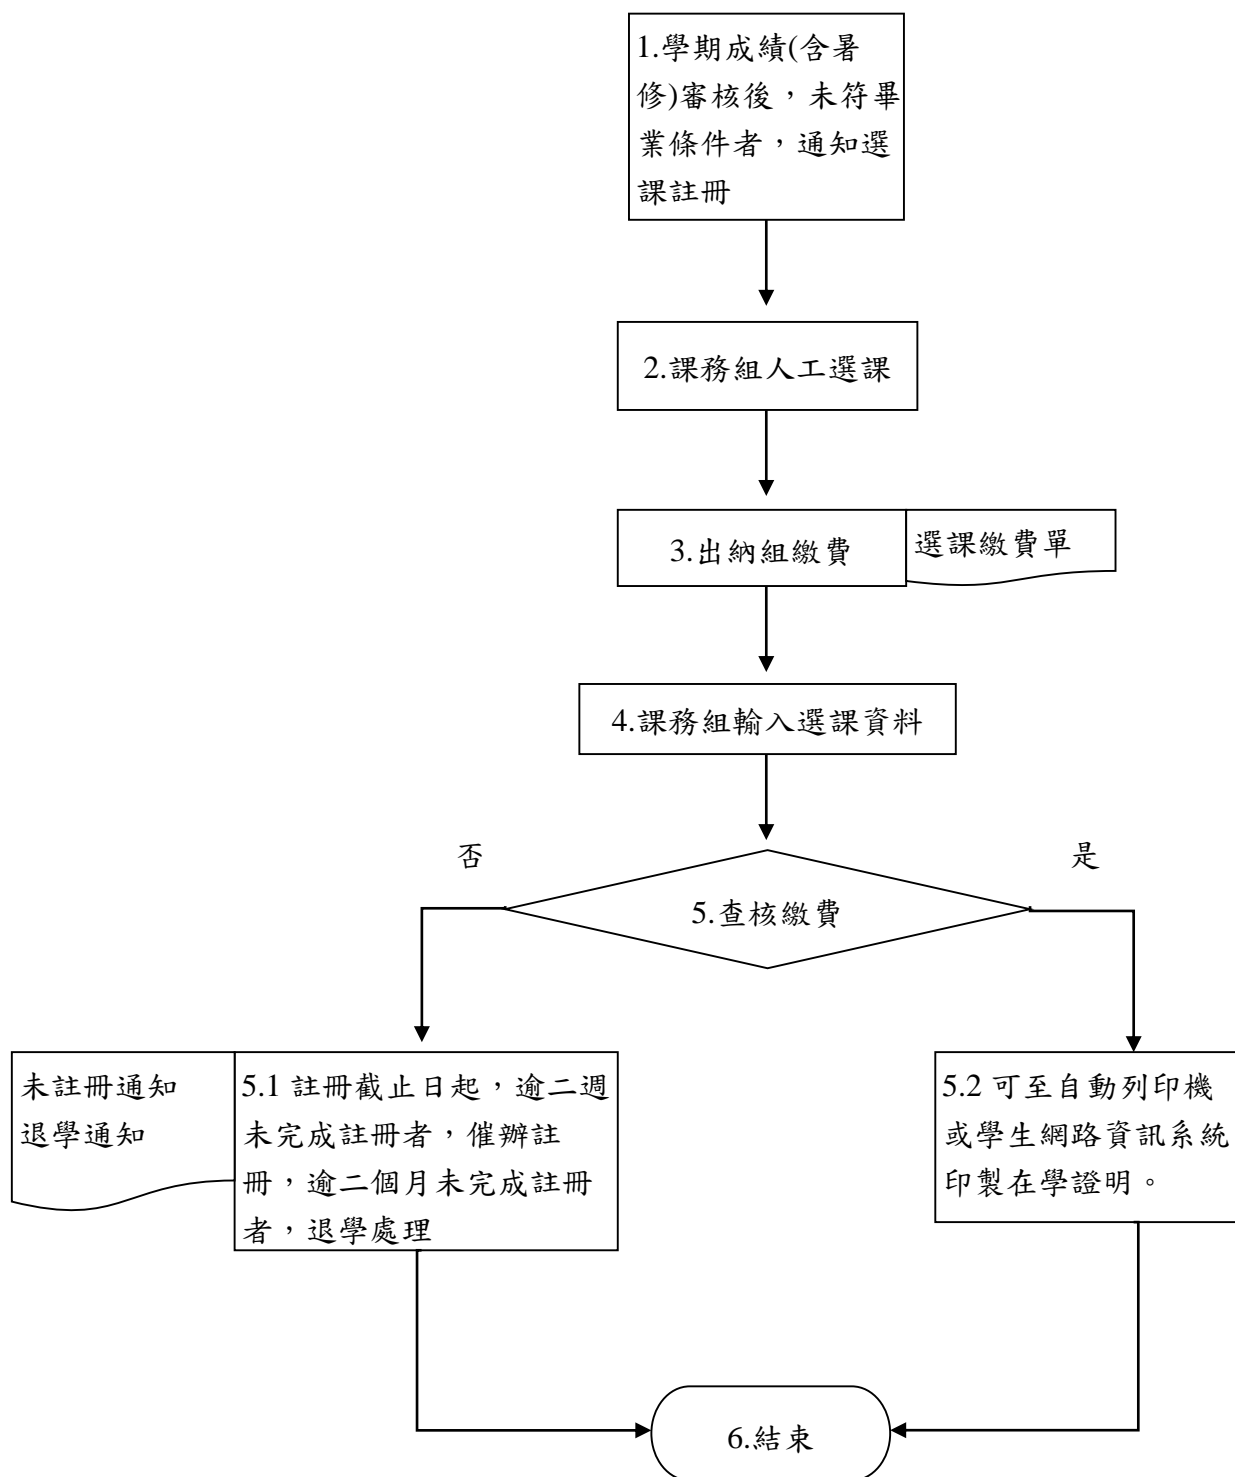 1.學期成績(含暑
修)審核後，未符畢
業條件者，通知選
課註冊
2.課務組人工選課
3.出納組繳費
選課繳費單
4.課務組輸入選課資料
否
是
5.查核繳費
未註冊通知
退學通知
5.1 註冊截止日起，逾二週
未完成註冊者，催辦註
冊，逾二個月未完成註冊
者，退學處理
5.2 可至自動列印機
或學生網路資訊系統
印製在學證明。
6.結束